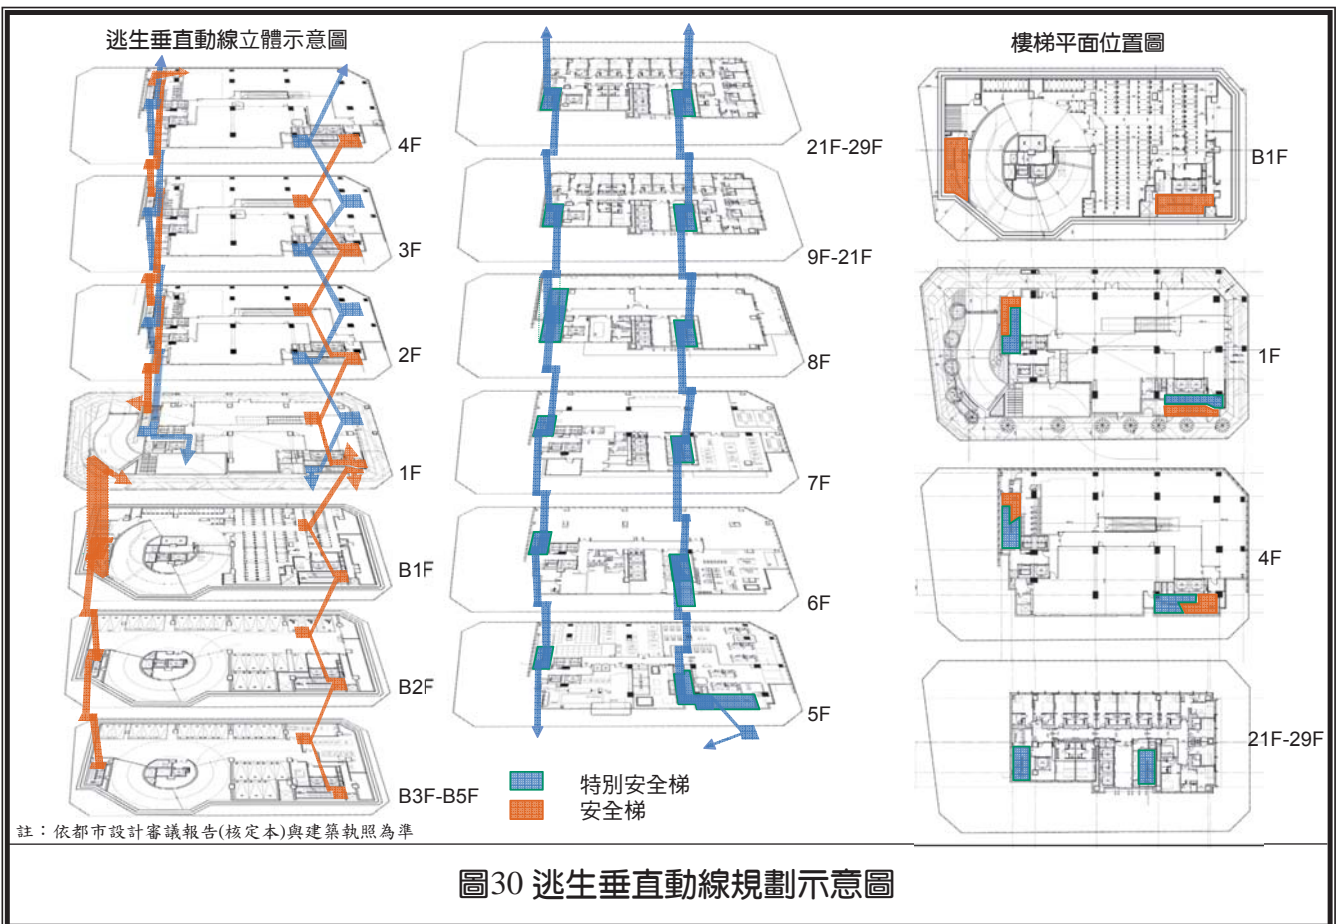 逃生垂直動線立體示意圖
4F
3F
2F
1F
B1F
B2F
B3F-B5F
註：依都市設計審議報告(核定本)與建築執照為準
21F-29F
9F-21F
8F
7F
6F
5F
特別安全梯
安全梯
樓梯平面位置圖
B1F
1F
4F
21F-29F
圖30 逃生垂直動線規劃示意圖